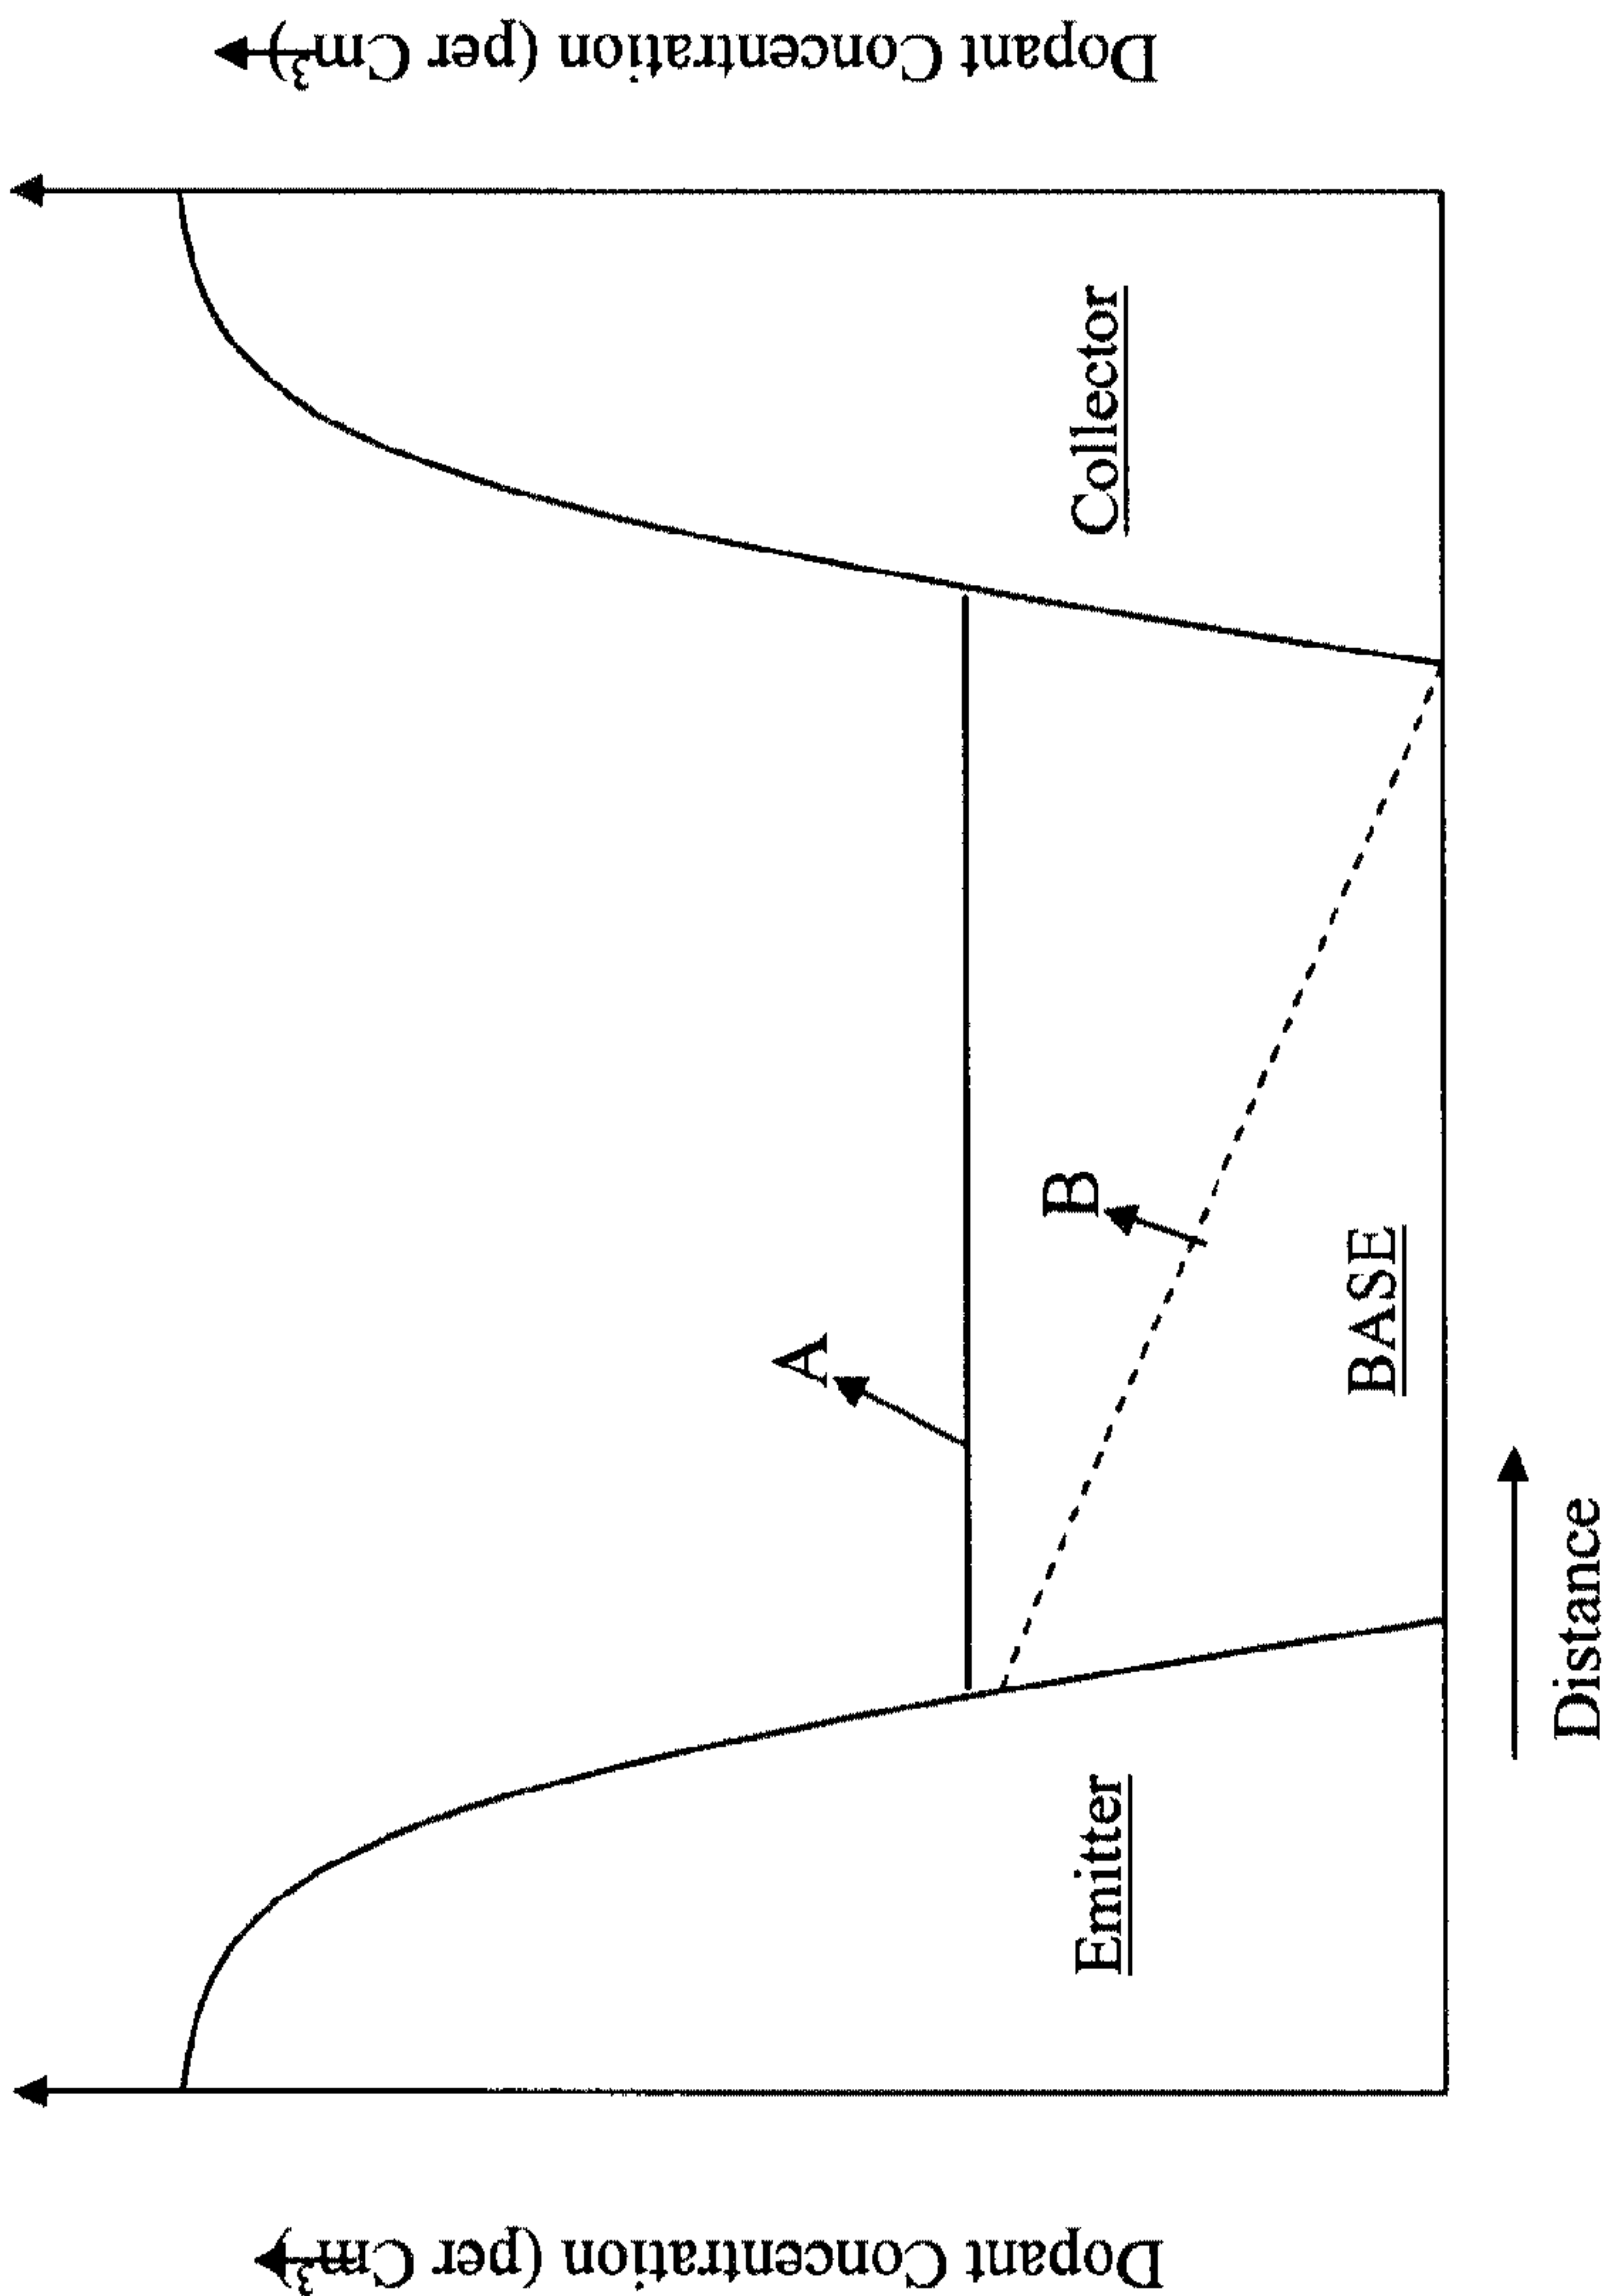 Dopant Concentration (per Cm³)
Emitter
A
B
BASE
Collector
Distance
Dopant Concentration (per Cm³)